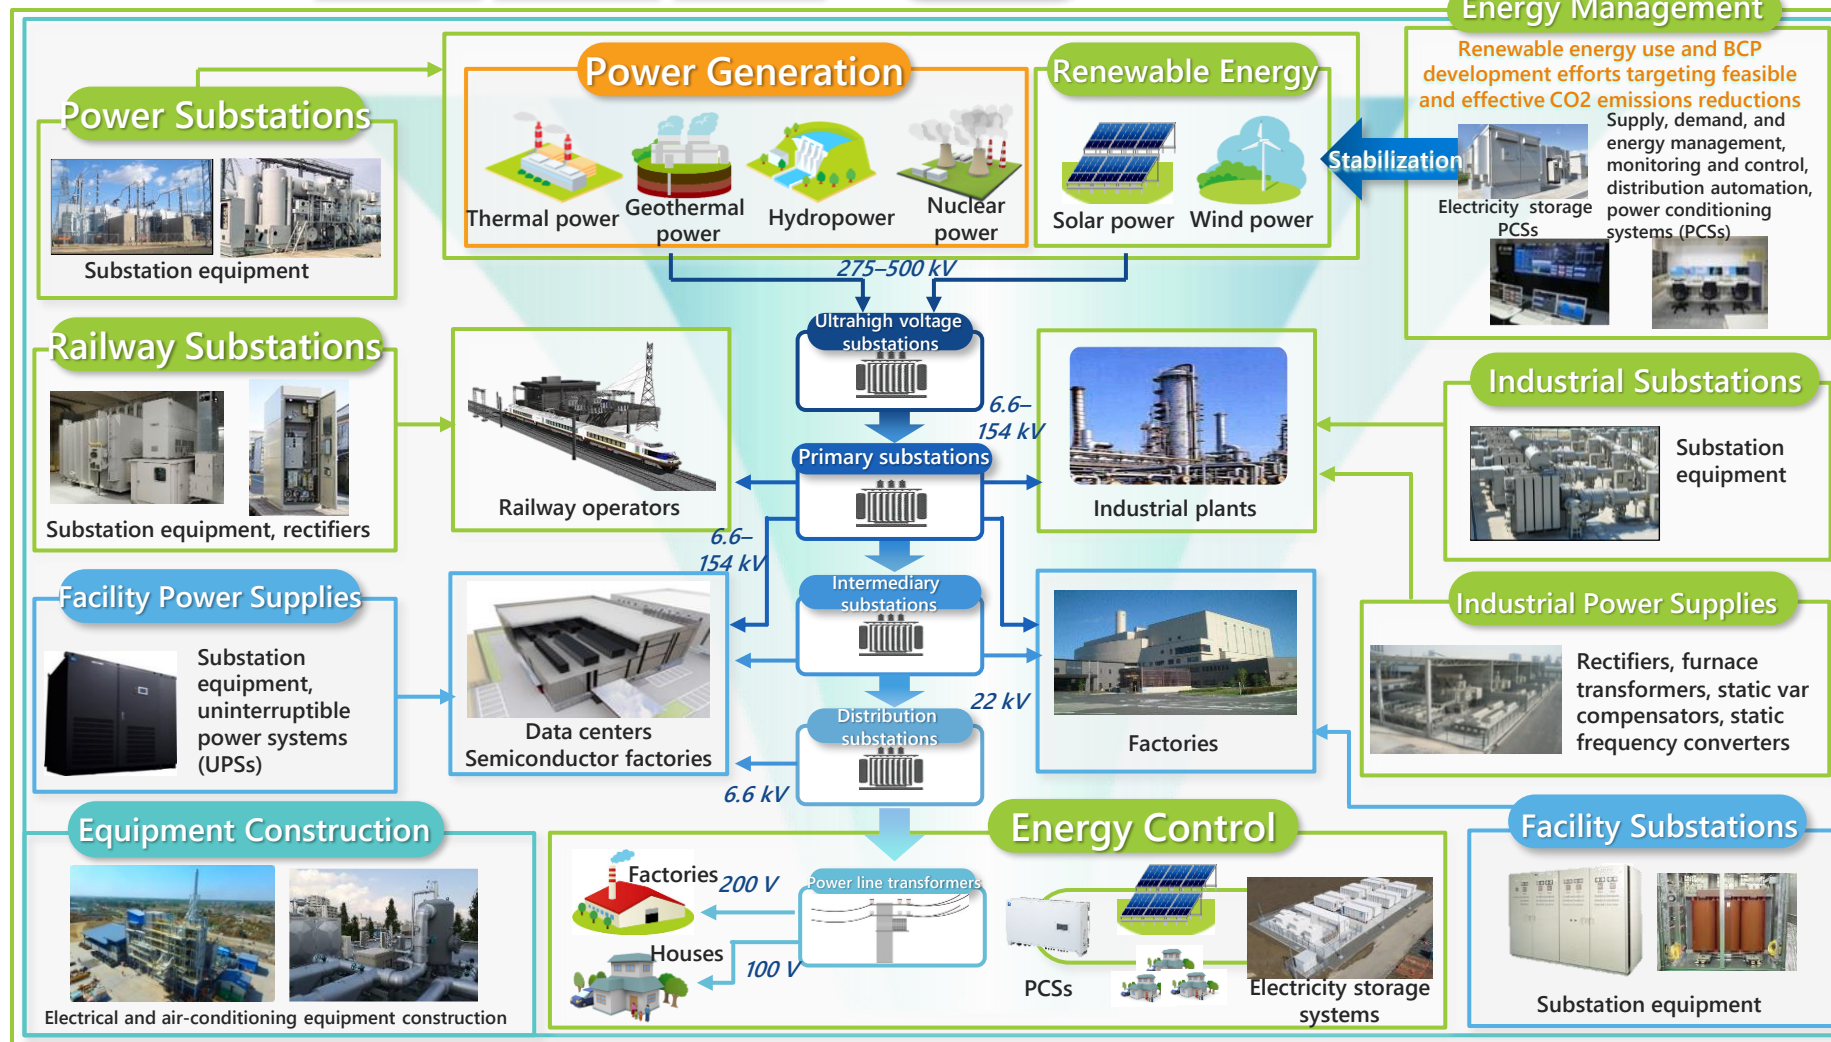 Energy Management
Renewable energy use and BCP
development efforts targeting feasible
and effective CO2 emissions reductions
Supply, demand, and
energy management,
monitoring and control,
distribution automation,
power conditioning
systems (PCSs)
Electricity storage
PCSs
Stabilization
Power Generation
Thermal power
Geothermal
power
Hydropower
Nuclear
power
Renewable Energy
Solar power
Wind power
Power Substations
Substation equipment
275–500 kV
Ultrahigh voltage
substations
Railway Substations
Substation equipment, rectifiers
Railway operators
6.6–
154 kV
Primary substations
Industrial plants
Industrial Substations
Substation
equipment
6.6–
154 kV
Facility Power Supplies
Substation
equipment,
uninterruptible
power systems
(UPSs)
Data centers
Semiconductor factories
Intermediary
substations
22 kV
Factories
Industrial Power Supplies
Rectifiers, furnace
transformers, static var
compensators, static
frequency converters
Distribution
substations
6.6 kV
Equipment Construction
Electrical and air-conditioning equipment construction
Energy Control
Factories
200 V
Houses
100 V
Power line transformers
PCSs
Electricity storage
systems
Facility Substations
Substation equipment